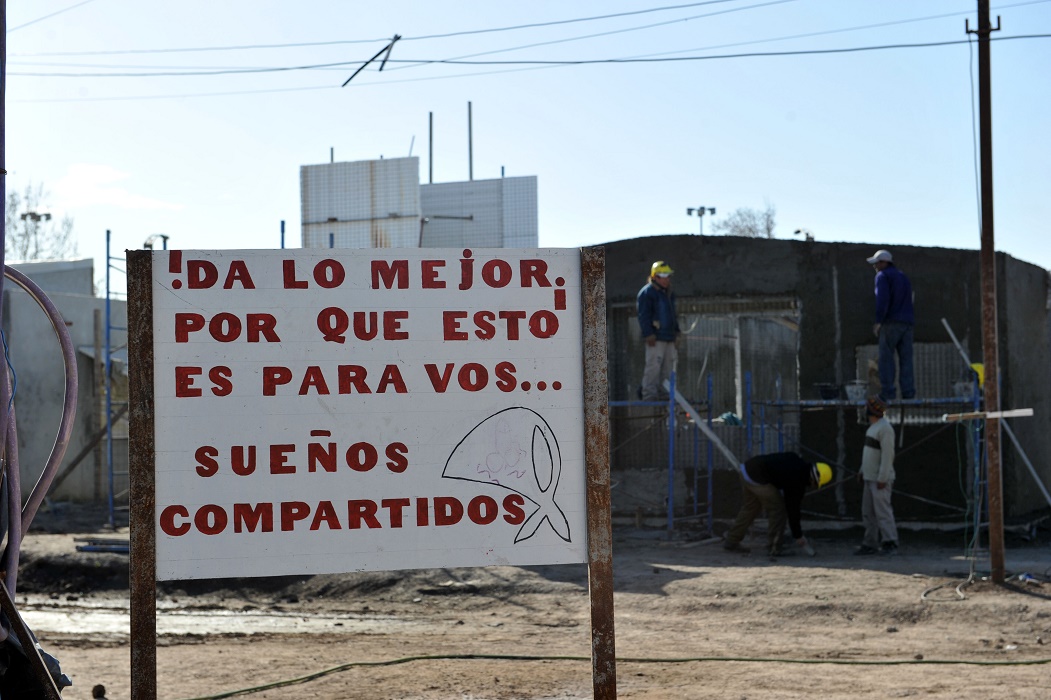 !DA LO MEJOR.
POR QUE ESTO¡
ES PARA VOS...
SUEÑOS
COMPARTIDOS